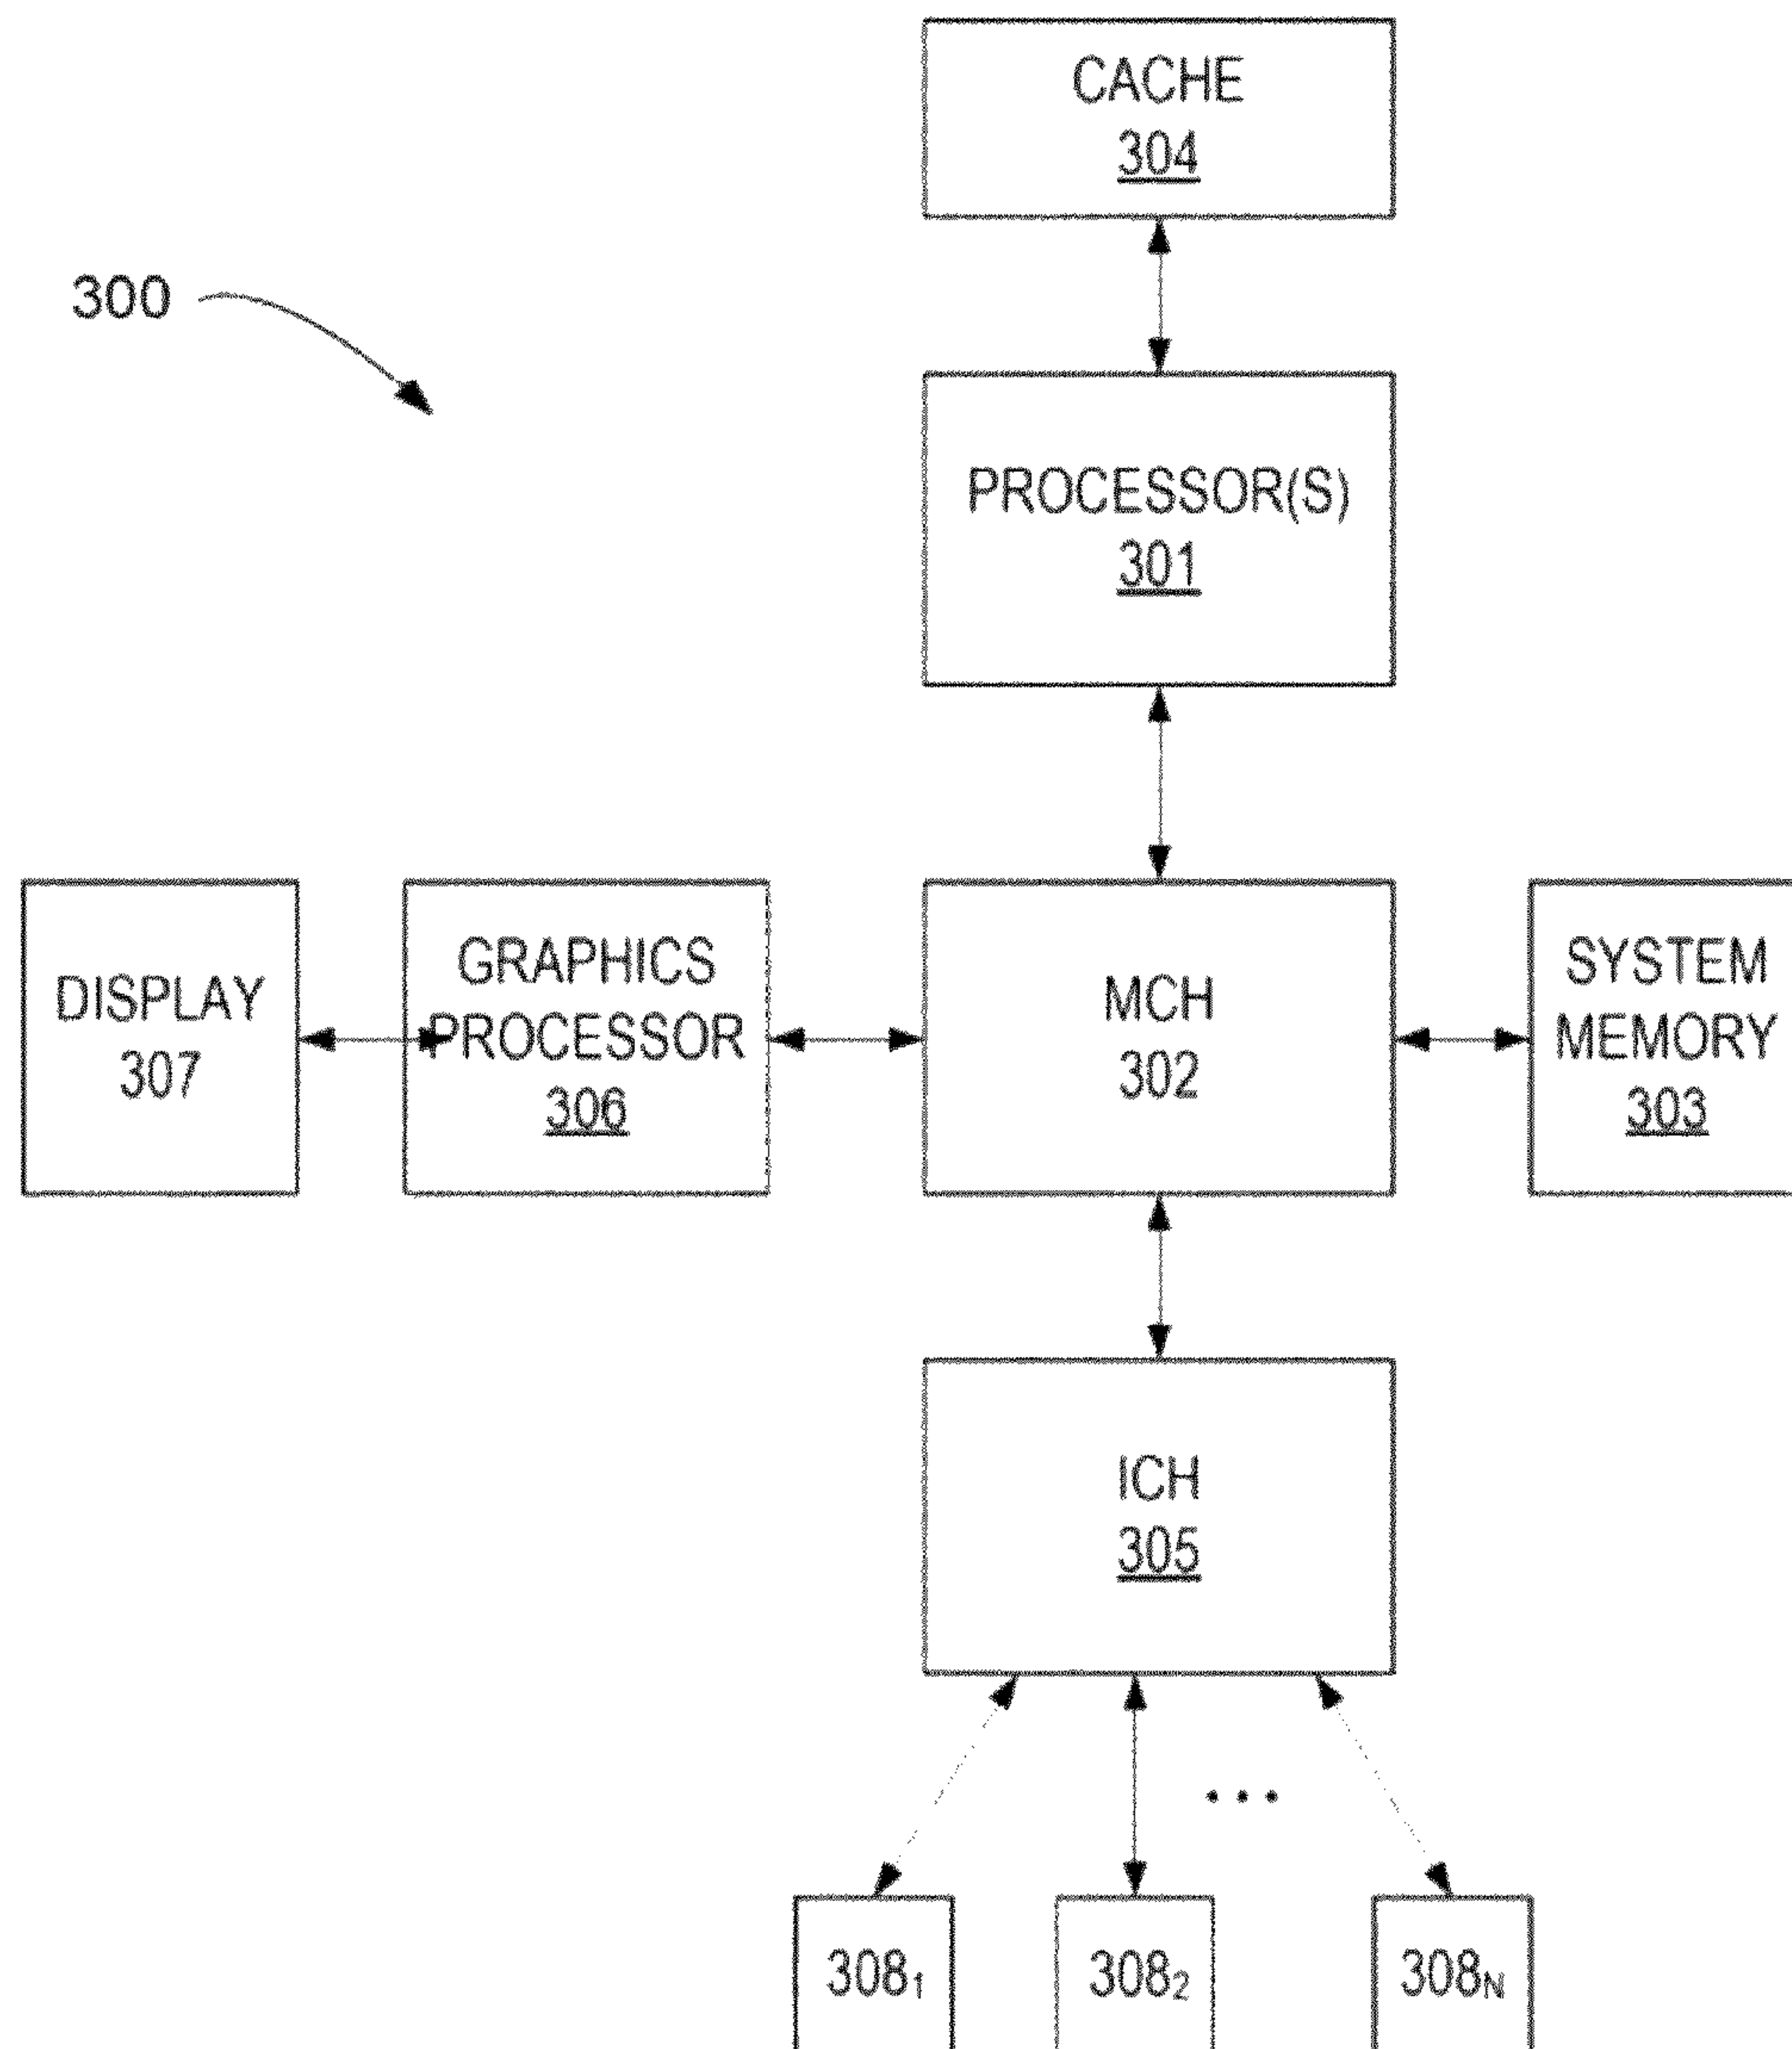 CACHE
304
300
PROCESSOR(S)
301
DISPLAY
307
GRAPHICS
PROCESSOR
306
MCH
302
SYSTEM
MEMORY
303
ICH
305
...
308₁
308₂
308N